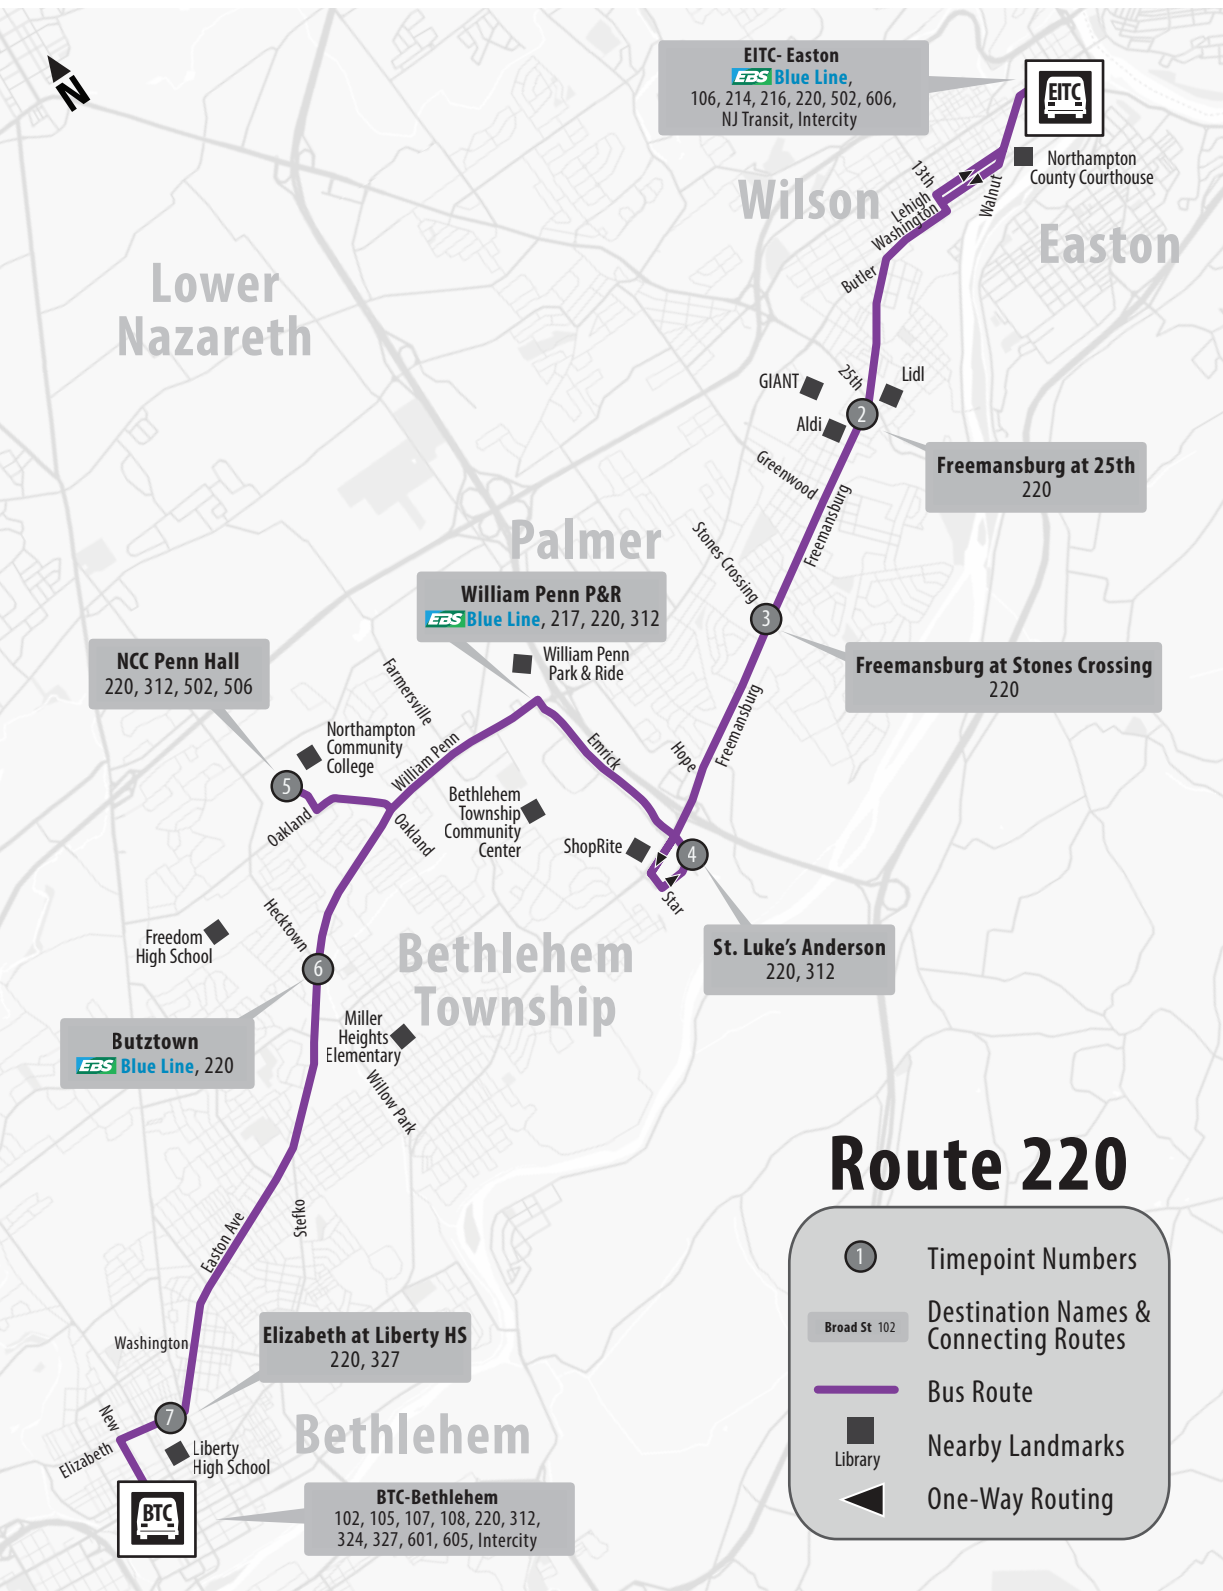 N
EITC- Easton
EBS Blue Line,
106, 214, 216, 220, 502, 606,
NJ Transit, Intercity
EITC
Northampton
County Courthouse
13th
Lehigh
Washington
Walnut
Wilson
Easton
Butler
Lower
Nazareth
25th
Lidl
GIANT
Aldi
2
Greenwood
Freemansburg
Freemansburg at 25th
220
Palmer
Stones Crossing
3
William Penn P&R
EBS Blue Line, 217, 220, 312
Freemansburg at Stones Crossing
220
NCC Penn Hall
220, 312, 502, 506
William Penn
Park & Ride
Farmersville
Freemansburg
Northampton
Community
College
William Penn
Emrick
Hope
5
Oakland
Oakland
Bethlehem
Township
Community
Center
ShopRite
4
Star
Hecktown
Freedom
High School
6
Bethlehem
Township
St. Luke's Anderson
220, 312
Butztown
EBS Blue Line, 220
Miller
Heights
Elementary
Willow Park
Stefko
Easton Ave
Route 220
1
Timepoint Numbers
Broad St 102
Destination Names &
Connecting Routes
Bus Route
Library
Nearby Landmarks
One-Way Routing
Washington
Elizabeth at Liberty HS
220, 327
7
New
Elizabeth
Liberty
High School
Bethlehem
BTC
BTC-Bethlehem
102, 105, 107, 108, 220, 312,
324, 327, 601, 605, Intercity